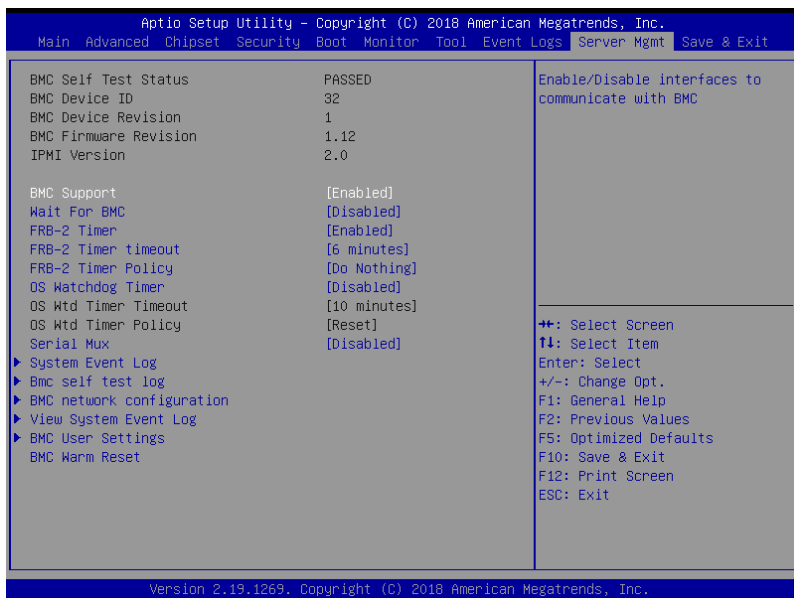 Aptio Setup Utility – Copyright (C) 2018 American Megatrends, Inc.
Main Advanced Chipset Security Boot Monitor Tool Event Logs Server Mgmt Save & Exit
BMC Self Test Status PASSED
BMC Device ID 32
BMC Device Revision 1
BMC Firmware Revision 1.12
IPMI Version 2.0
BMC Support [Enabled]
Wait For BMC [Disabled]
FRB-2 Timer [Enabled]
FRB-2 Timer timeout [6 minutes]
FRB-2 Timer Policy [Do Nothing]
OS Watchdog Timer [Disabled]
OS Wtd Timer Timeout [10 minutes]
OS Wtd Timer Policy [Reset]
Serial Mux [Disabled]
System Event Log
Bmc self test log
BMC network configuration
View System Event Log
BMC User Settings
BMC Warm Reset
Enable/Disable interfaces to
communicate with BMC
→←: Select Screen
↑↓: Select Item
Enter: Select
+/-: Change Opt.
F1: General Help
F2: Previous Values
F5: Optimized Defaults
F10: Save & Exit
F12: Print Screen
ESC: Exit
Version 2.19.1269. Copyright (C) 2018 American Megatrends, Inc.